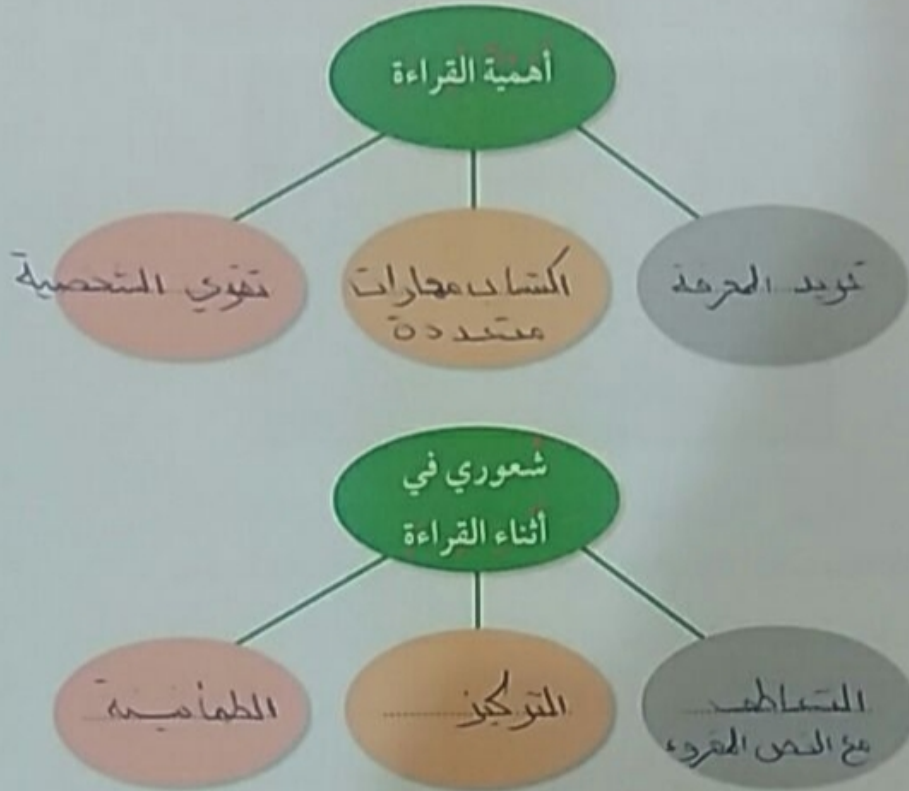 أهمية القراءة
تزيد المعرفة
اكتساب مهارات
متعددة
تقوي الشخصية
شعوري في
أثناء القراءة
التعاطف
مع النص المقروء
التركيز
الطمأنينة